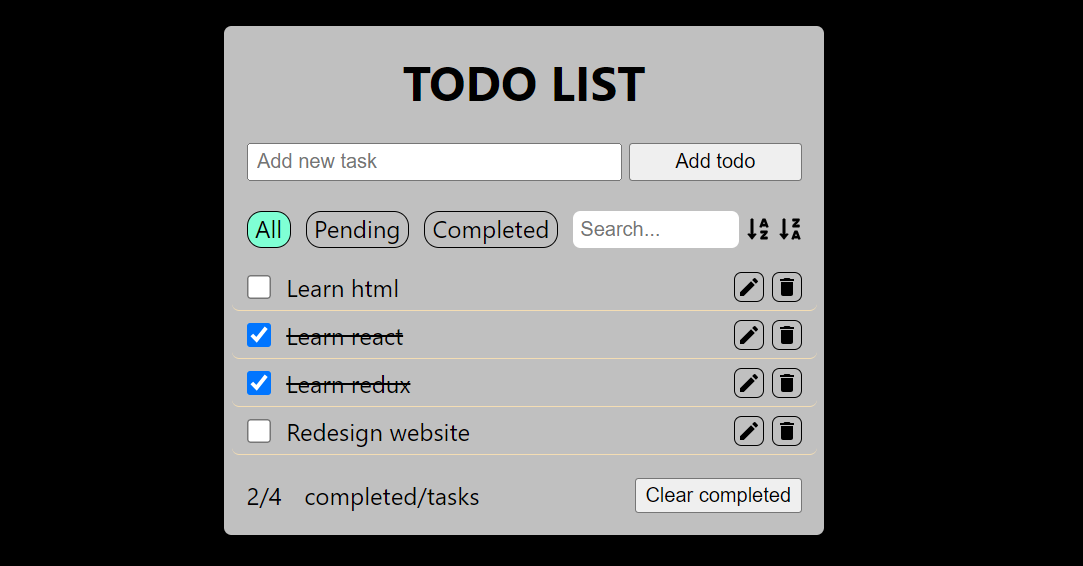 TODO LIST
Add new task Add todo
All Pending Completed Search... A Z Z A
Learn html
Learn react
Learn redux
Redesign website
2/4 completed/tasks Clear completed